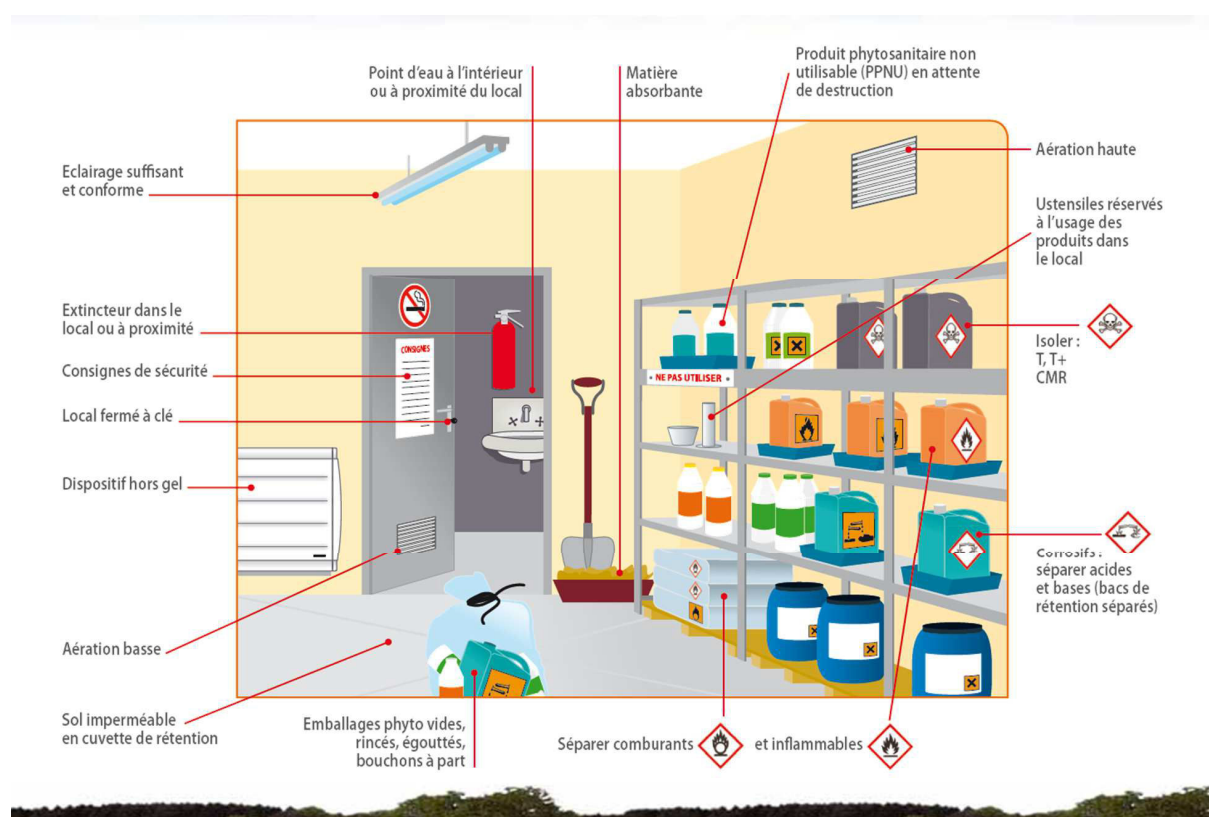 Point d'eau à l'intérieur
ou à proximité du local
Matière
absorbante
Produit phytosanitaire non
utilisable (PPNU) en attente
de destruction
Eclairage suffisant
et conforme
Aération haute
Ustensiles réservés
à l'usage des
produits dans
le local
Extincteur dans le
local ou à proximité
Consignes de sécurité
Local fermé à clé
Dispositif hors gel
CONSIGNES
NE PAS UTILISER
Isoler :
T, T+
CMR
Corrosifs :
séparer acides
et bases (bacs de
rétention séparés)
Aération basse
Sol imperméable
en cuvette de rétention
Emballages phyto vides,
rincés, égouttés,
bouchons à part
Séparer comburants
et inflammables